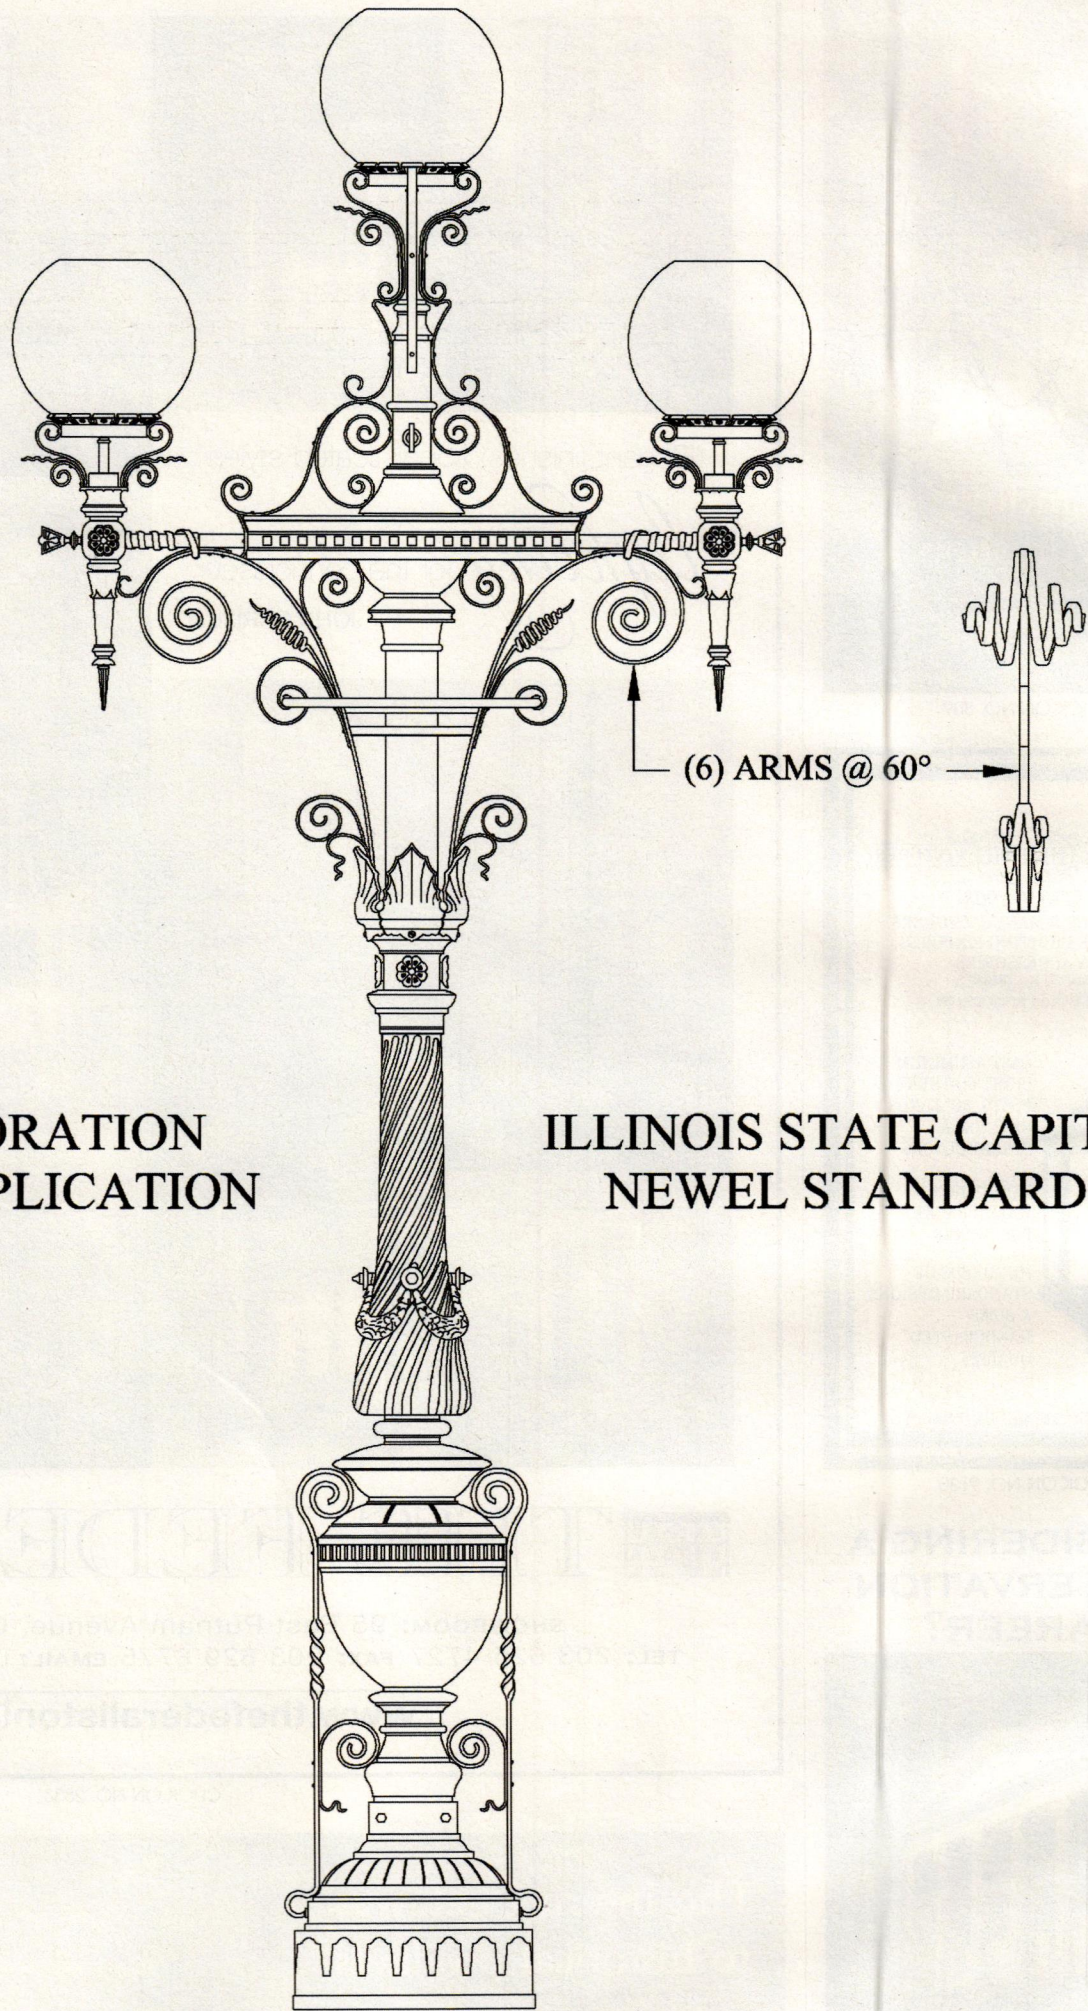 (6) ARMS @ 60°
ORATION
PLICATION
ILLINOIS STATE CAPIT
NEWEL STANDARD